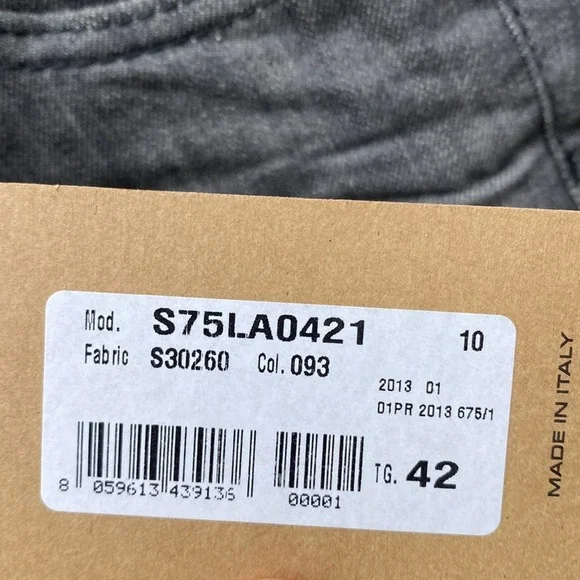 Mod. S75LA0421 10
Fabric S30260 Col. 093
2013 01
01PR 2013 675/1
TG. 42
8 059613 439136
00001
MADE IN ITALY